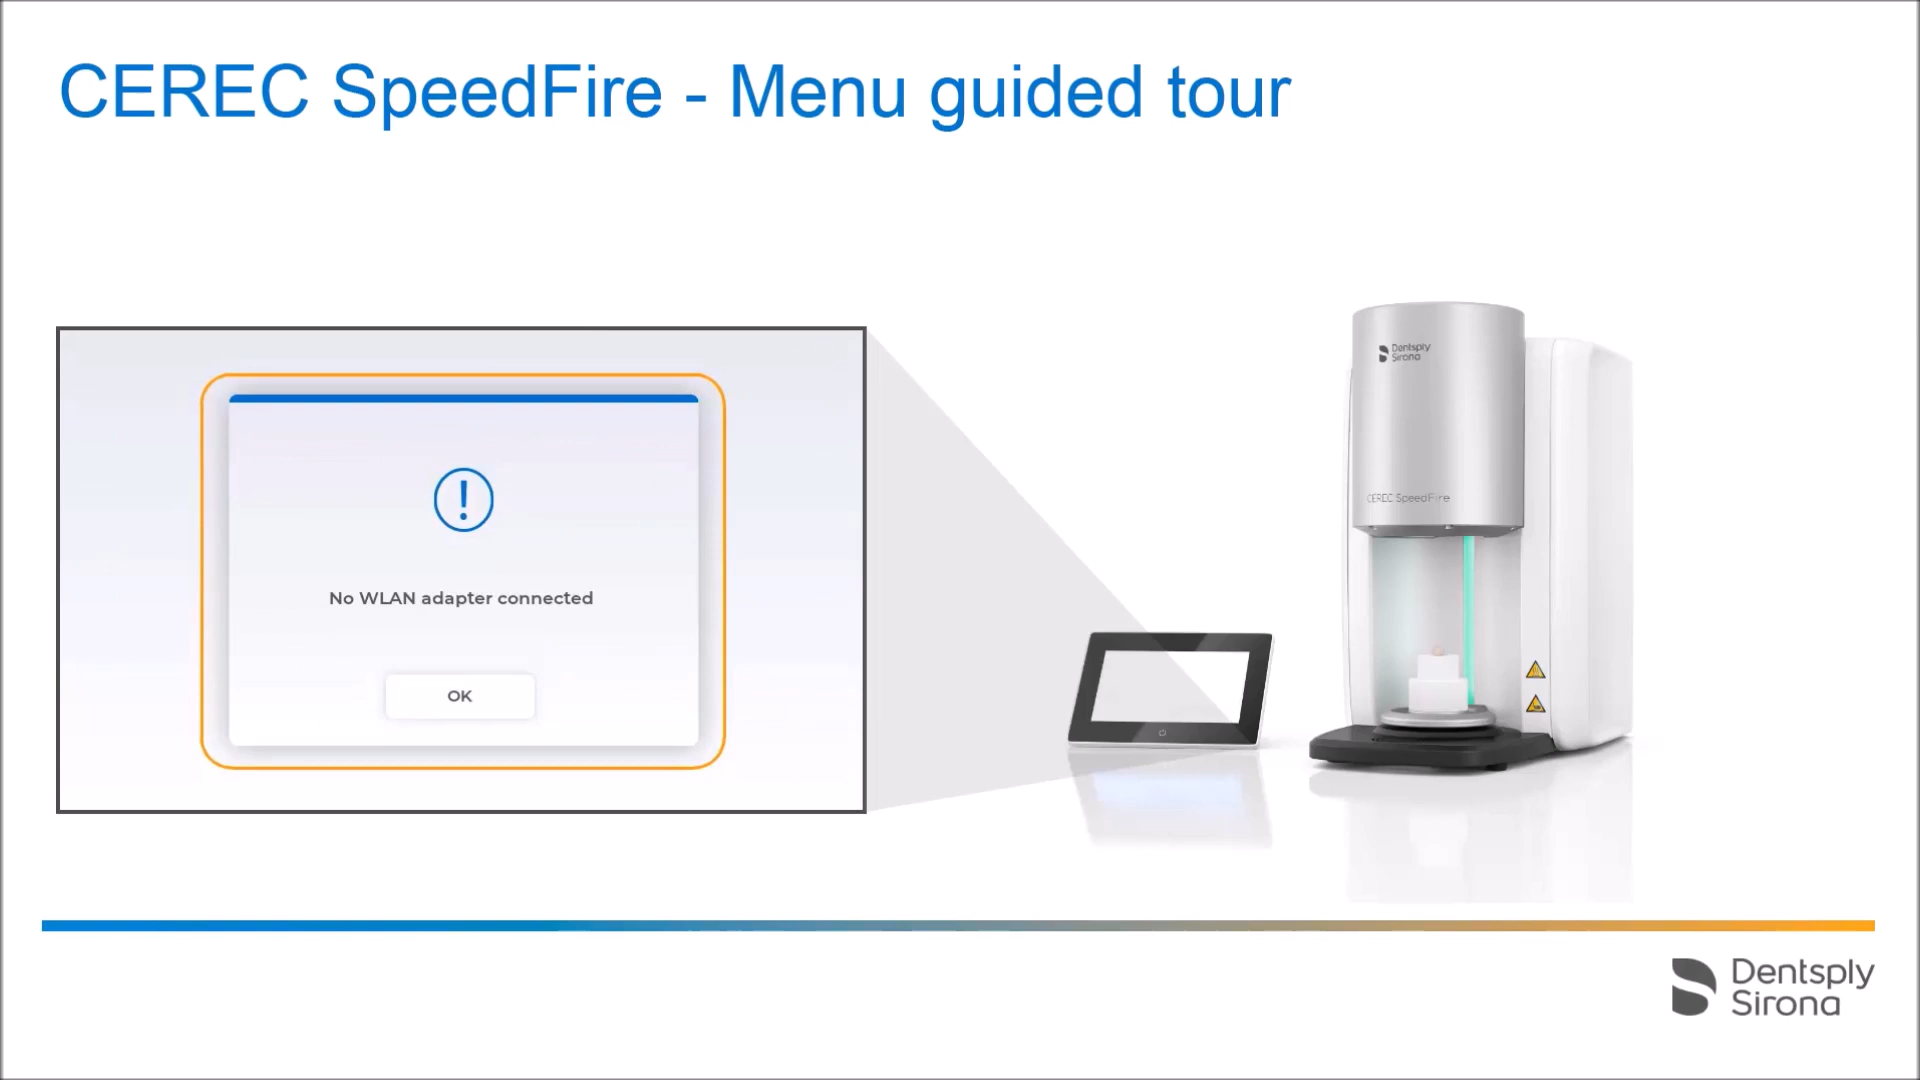 CEREC SpeedFire - Menu guided tour
No WLAN adapter connected
OK
Dentsply
Sirona
CEREC SpeedFire
Dentsply
Sirona